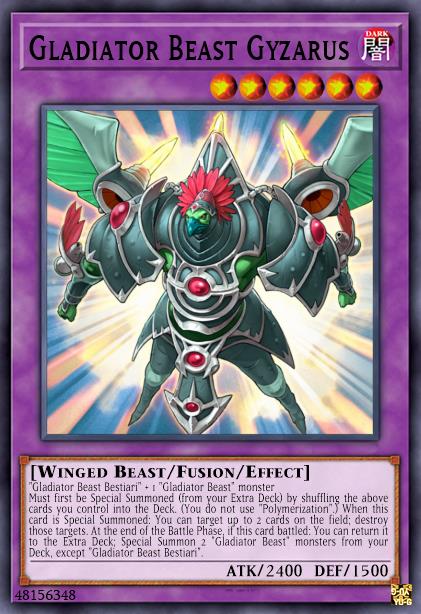 Gladiator Beast Gyzarus
DARK
闇
[Winged Beast/Fusion/Effect]
"Gladiator Beast Bestiari" + 1 "Gladiator Beast" monster
Must first be Special Summoned (from your Extra Deck) by shuffling the above
cards you control into the Deck. (You do not use "Polymerization".) When this
card is Special Summoned: You can target up to 2 cards on the field; destroy
those targets. At the end of the Battle Phase, if this card battled: You can return it
to the Extra Deck; Special Summon 2 "Gladiator Beast" monsters from your
Deck, except "Gladiator Beast Bestiari".
ATK/2400 DEF/1500
48156348